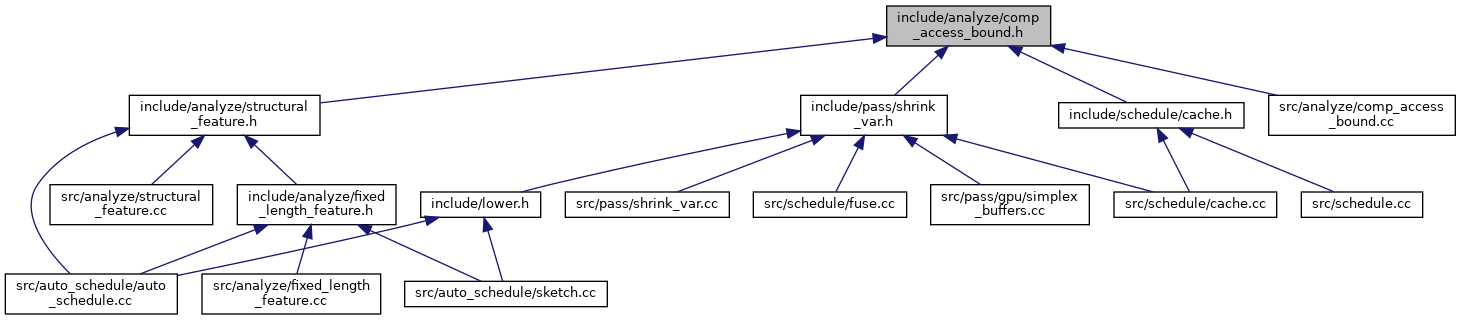 include/analyze/comp
_access_bound.h
include/analyze/structural
_feature.h
include/pass/shrink
_var.h
include/schedule/cache.h
src/analyze/comp_access
_bound.cc
src/analyze/structural
_feature.cc
include/analyze/fixed
_length_feature.h
include/lower.h
src/pass/shrink_var.cc
src/schedule/fuse.cc
src/pass/gpu/simplex
_buffers.cc
src/schedule/cache.cc
src/schedule.cc
src/auto_schedule/auto
_schedule.cc
src/analyze/fixed_length
_feature.cc
src/auto_schedule/sketch.cc